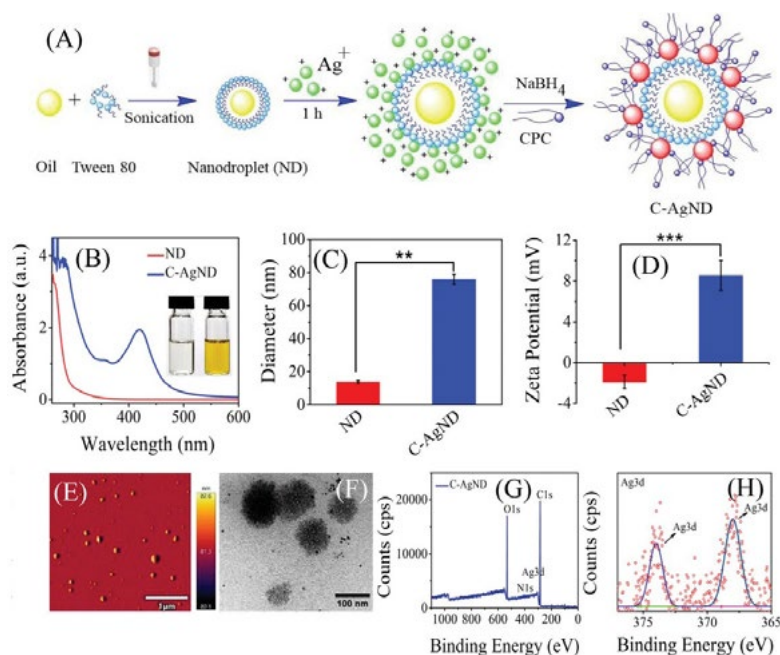 (A)
Ag+
1 h
NaBH4
CPC
Sonication
Oil
Tween 80
Nanodroplet (ND)
C-AgND
(B)
ND
C-AgND
Absorbance (a.u.)
4
2
0
300
400
500
600
Wavelength (nm)
(C)
**
Diameter (nm)
100
80
60
40
20
0
ND
C-AgND
(D)
***
Zeta Potential (mV)
12
8
4
0
-4
ND
C-AgND
(E)
1μm
(F)
100 nm
(G)
C-AgND
Counts (cps)
20000
10000
0
O1s
C1s
Ag3d
N1s
1000
800
600
400
200
0
Binding Energy (eV)
(H)
Ag3d
Ag3d
Ag3d
Counts (cps)
375
370
365
Binding Energy (eV)